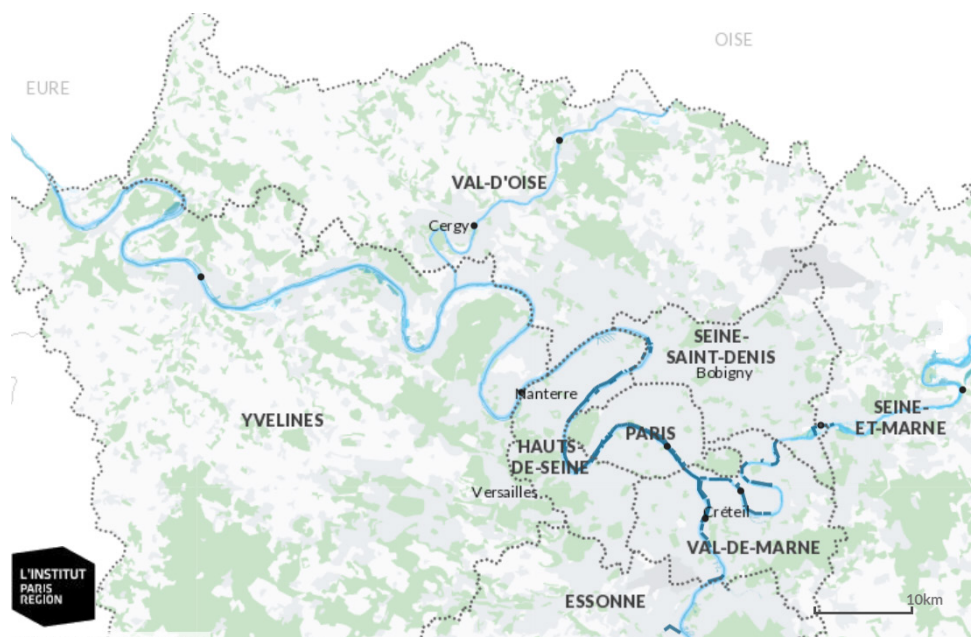 OISE
EURE
VAL-D'OISE
Cergy
SEINE-
SAINT-DENIS
Bobigny
Nanterre
YVELINES
SEINE-
ET-MARNE
PARIS
HAUTS-
DE-SEINE
Versailles
Créteil
VAL-DE-MARNE
L'INSTITUT
PARIS
REGION
ESSONNE
10km